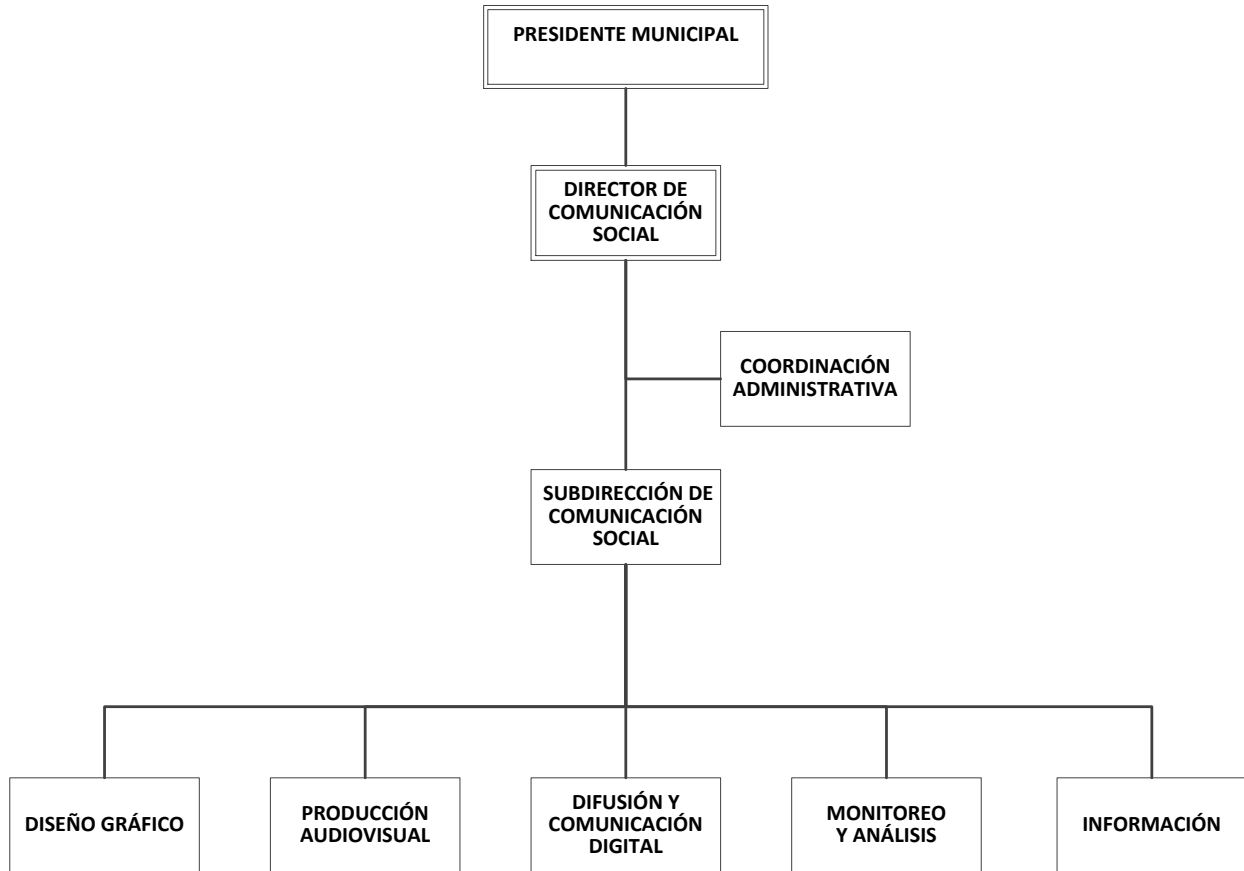 PRESIDENTE MUNICIPAL
DIRECTOR DE
COMUNICACIÓN
SOCIAL
COORDINACIÓN
ADMINISTRATIVA
SUBDIRECCIÓN DE
COMUNICACIÓN
SOCIAL
DISEÑO GRÁFICO
PRODUCCIÓN
AUDIOVISUAL
DIFUSIÓN Y
COMUNICACIÓN
DIGITAL
MONITOREO
Y ANÁLISIS
INFORMACIÓN